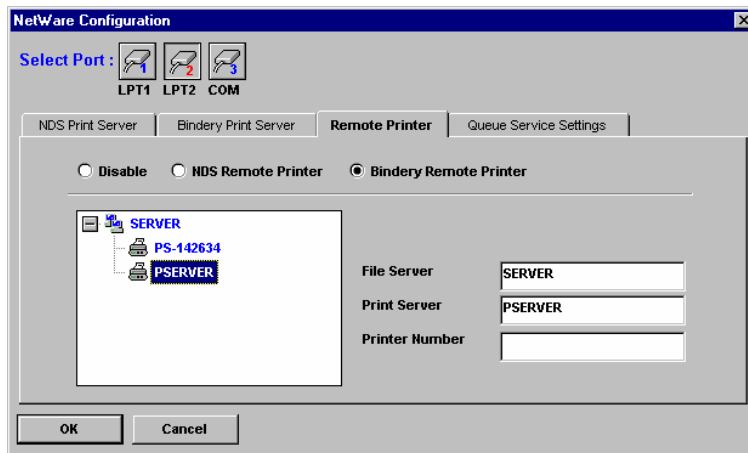 NetWare Configuration
Select Port : 1 2 3
LPT1 LPT2 COM
NDS Print Server Bindery Print Server Remote Printer Queue Service Settings
Disable NDS Remote Printer Bindery Remote Printer
SERVER
PS-142634
PSERVER
File Server SERVER
Print Server PSERVER
Printer Number
OK Cancel